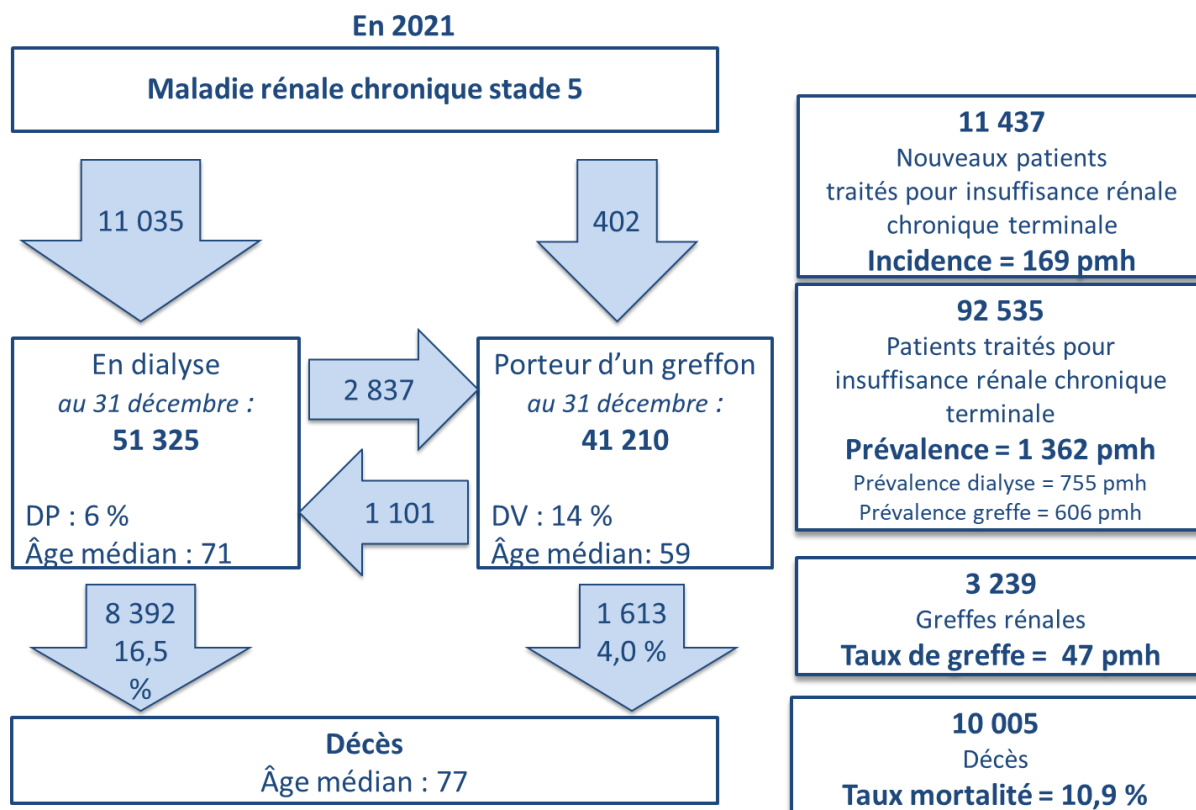 En 2021
Maladie rénale chronique stade 5
11 035
402
En dialyse
au 31 décembre :
51 325
DP : 6 %
Âge médian : 71
2 837
1 101
Porteur d’un greffon
au 31 décembre :
41 210
DV : 14 %
Âge médian: 59
8 392
16,5
%
1 613
4,0 %
Décès
Âge médian : 77
11 437
Nouveaux patients
traités pour insuffisance rénale
chronique terminale
Incidence = 169 pmh
92 535
Patients traités pour
insuffisance rénale chronique
terminale
Prévalence = 1 362 pmh
Prévalence dialyse = 755 pmh
Prévalence greffe = 606 pmh
3 239
Greffes rénales
Taux de greffe = 47 pmh
10 005
Décès
Taux mortalité = 10,9 %